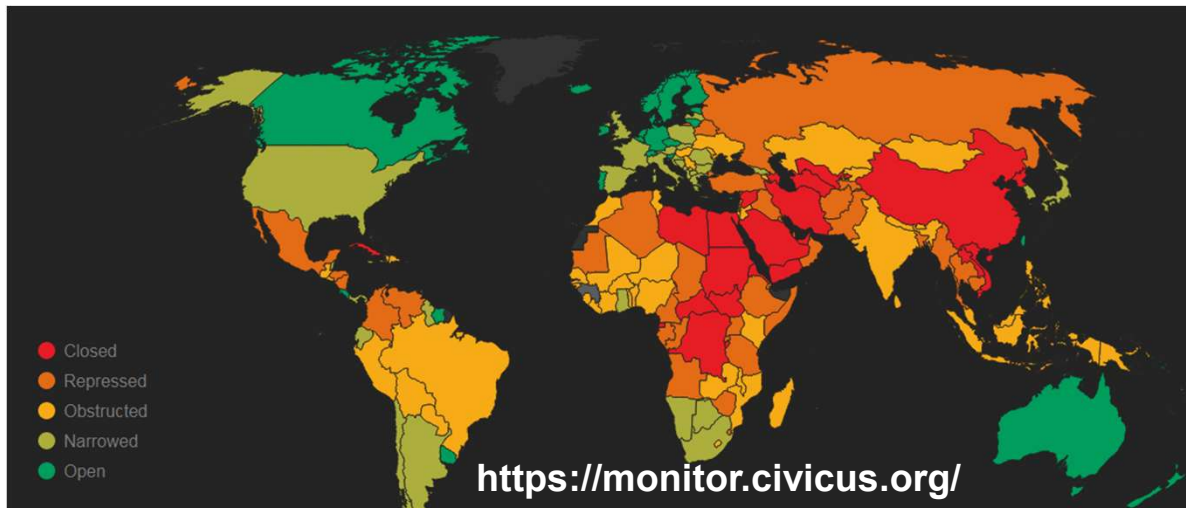 Closed
Repressed
Obstructed
Narrowed
Open
https://monitor.civicus.org/